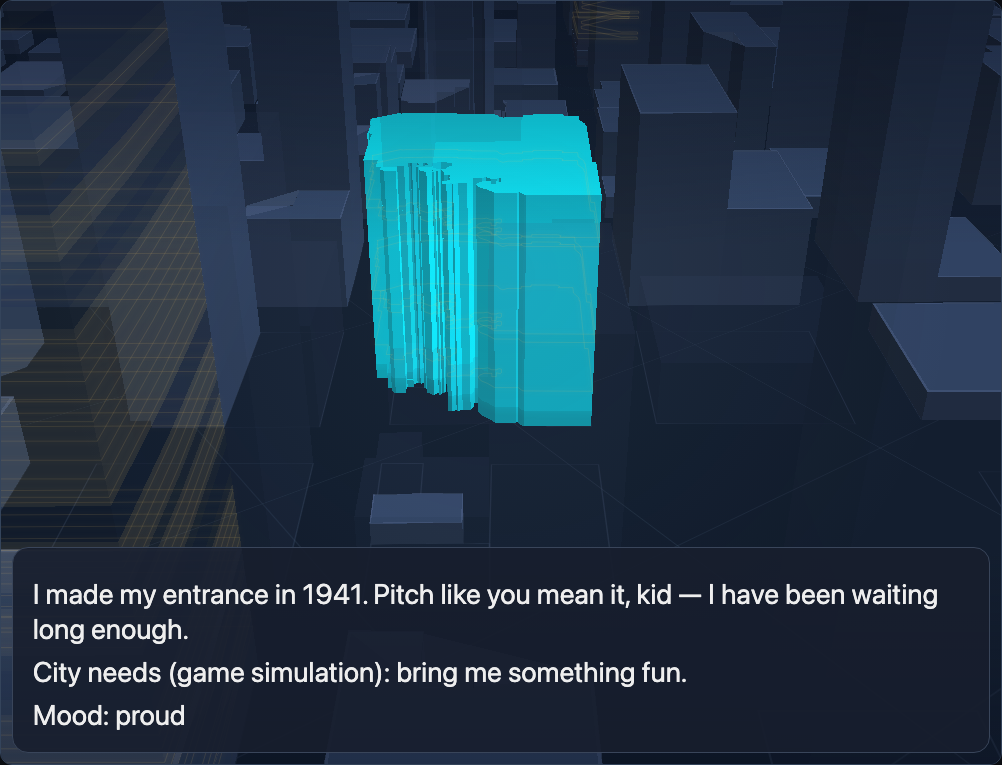 I made my entrance in 1941. Pitch like you mean it, kid — I have been waiting
long enough.
City needs (game simulation): bring me something fun.
Mood: proud